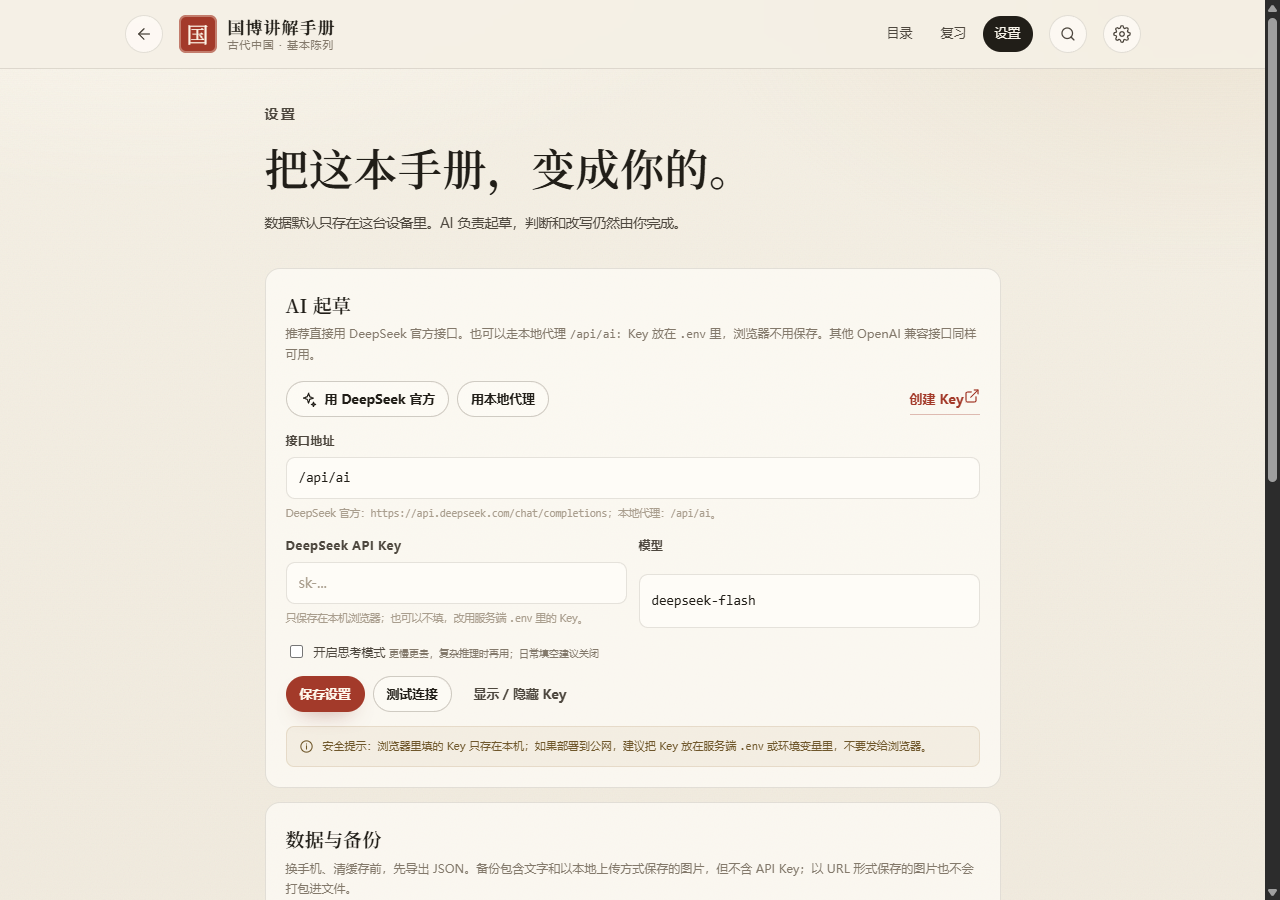 国
国博讲解手册
古代中国 · 基本陈列
目录
复习
设置
设置
把这本手册，变成你的。
数据默认只存在这台设备里。AI 负责起草，判断和改写仍然由你完成。
AI 起草
推荐直接用 DeepSeek 官方接口。也可以走本地代理 /api/ai：Key 放在 .env 里，浏览器不用保存。其他 OpenAI 兼容接口同样
可用。
用 DeepSeek 官方
用本地代理
创建 Key
接口地址
/api/ai
DeepSeek 官方：https://api.deepseek.com/chat/completions；本地代理：/api/ai。
DeepSeek API Key
模型
sk-...
deepseek-flash
只保存在本机浏览器；也可以不填，改用服务端 .env 里的 Key。
开启思考模式 更慢更贵，复杂推理时再用；日常填空建议关闭
保存设置
测试连接
显示 / 隐藏 Key
安全提示：浏览器里填的 Key 只存在本机；如果部署到公网，建议把 Key 放在服务端 .env 或环境变量里，不要发给浏览器。
数据与备份
换手机、清缓存前，先导出 JSON。备份包含文字和以本地上传方式保存的图片，但不含 API Key；以 URL 形式保存的图片也不会
打包进文件。